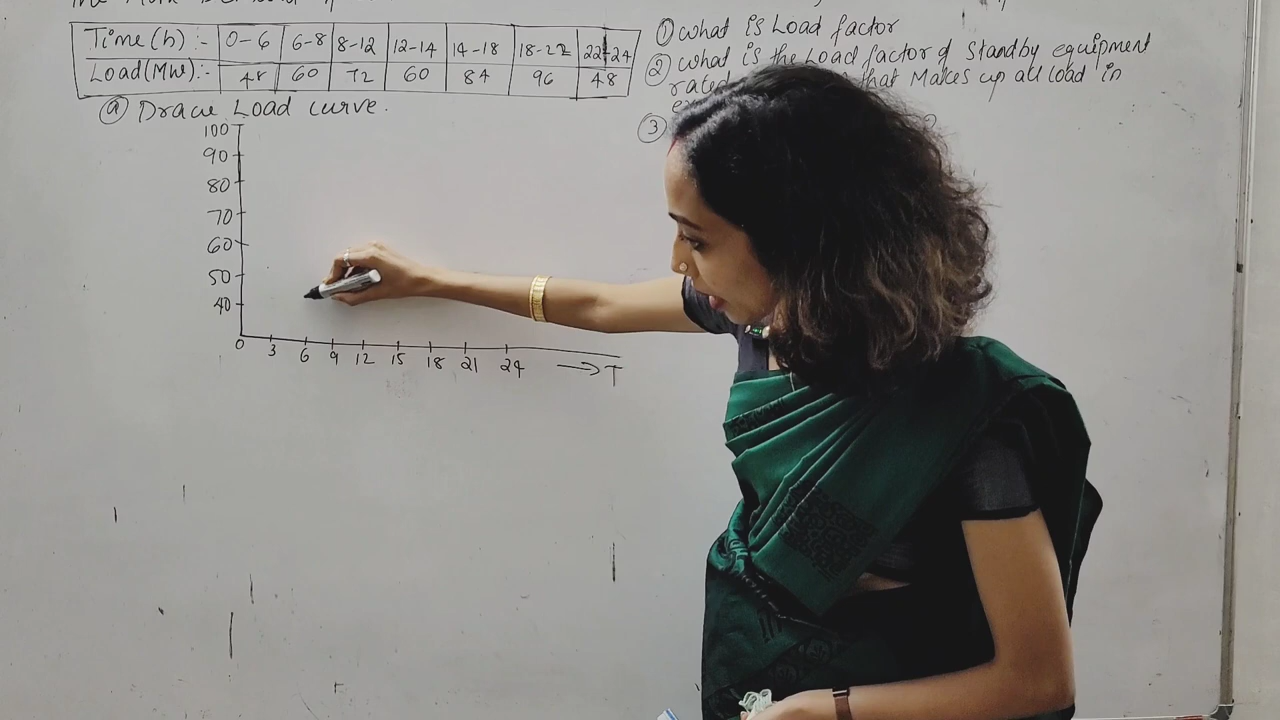 Time(h) :- 0-6 6-8 8-12 12-14 14-18 18-22 22-24
Load(MW):- 48 60 72 60 84 96 48
ⓐ Draw Load curve.
100
90
80
70
60
50
40
0 3 6 9 12 15 18 21 24 → T
① what is Load factor
② what is the Load factor of standby equipment
rated that Makes up all load in
③ ?